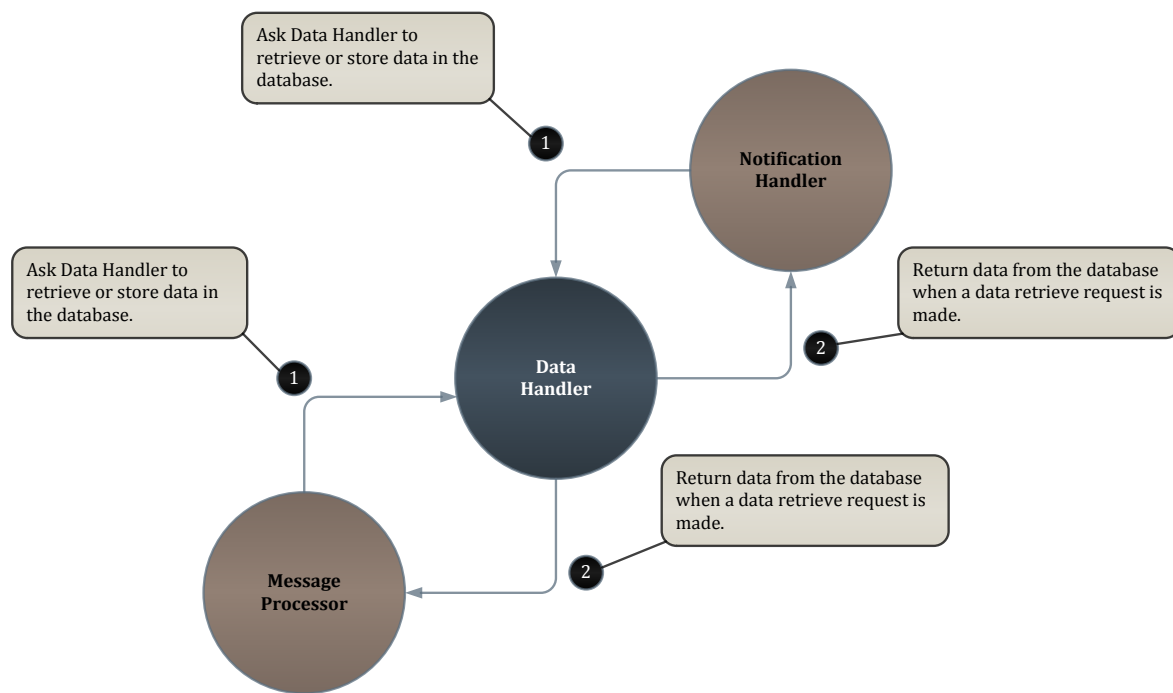 Ask Data Handler to
retrieve or store data in the
database.
1
Notification
Handler
Ask Data Handler to
retrieve or store data in
the database.
1
Return data from the database
when a data retrieve request is
made.
2
Data
Handler
Return data from the database
when a data retrieve request is
made.
2
Message
Processor